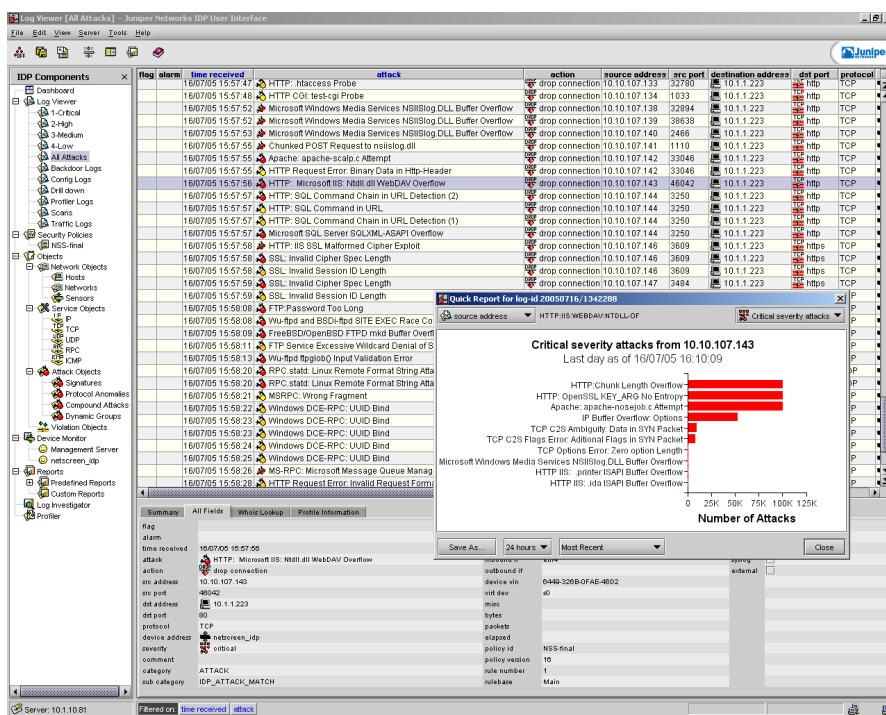 Log Viewer [All Attacks] - Juniper Networks IDP User Interface
File Edit View Server Tools Help
Juniper
IDP Components ×
Dashboard
Log Viewer
1-Critical
2-High
3-Medium
4-Low
All Attacks
Backdoor Logs
Config Logs
Drill down
Profiler Logs
Scans
Traffic Logs
Security Policies
NSS-final
Objects
Network Objects
Hosts
Networks
Sensors
Service Objects
IP
TCP
UDP
RPC
ICMP
Attack Objects
Signatures
Protocol Anomalies
Compound Attacks
Dynamic Groups
Violation Objects
Device Monitor
Management Server
netscreen_idp
Reports
Predefined Reports
Custom Reports
Log Investigator
Profiler
flag alarm time received attack action source address src port destination address dst port protocol
16/07/05 15:57:47 HTTP: .htaccess Probe drop connection 10.10.107.133 32780 10.1.1.223 http TCP
16/07/05 15:57:48 HTTP CGI: test-cgi Probe drop connection 10.10.107.134 1033 10.1.1.223 http TCP
16/07/05 15:57:52 Microsoft Windows Media Services NSIISlog.DLL Buffer Overflow drop connection 10.10.107.138 32894 10.1.1.223 http TCP
16/07/05 15:57:53 Microsoft Windows Media Services NSIISlog.DLL Buffer Overflow drop connection 10.10.107.139 38638 10.1.1.223 http TCP
16/07/05 15:57:55 Microsoft Windows Media Services NSIISlog.DLL Buffer Overflow drop connection 10.10.107.140 2466 10.1.1.223 http TCP
16/07/05 15:57:55 Chunked POST Request to nsiislog.dll drop connection 10.10.107.141 1110 10.1.1.223 http TCP
16/07/05 15:57:55 Apache: apache-scalp.c Attempt drop connection 10.10.107.142 33046 10.1.1.223 http TCP
16/07/05 15:57:55 HTTP Request Error: Binary Data in Http-Header drop connection 10.10.107.142 33046 10.1.1.223 http TCP
16/07/05 15:57:56 HTTP: Microsoft IIS: Ntdll.dll WebDAV Overflow drop connection 10.10.107.143 46042 10.1.1.223 http TCP
16/07/05 15:57:57 HTTP: SQL Command Chain in URL Detection (2) drop connection 10.10.107.144 3250 10.1.1.223 http TCP
16/07/05 15:57:57 HTTP: SQL Command in URL drop connection 10.10.107.144 3250 10.1.1.223 http TCP
16/07/05 15:57:57 HTTP: SQL Command Chain in URL Detection (1) drop connection 10.10.107.144 3250 10.1.1.223 http TCP
16/07/05 15:57:57 Microsoft SQL Server SQLXML-ASAPI Overflow drop connection 10.10.107.144 3250 10.1.1.223 http TCP
16/07/05 15:57:58 HTTP: IIS SSL Malformed Cipher Exploit drop connection 10.10.107.146 3609 10.1.1.223 https TCP
16/07/05 15:57:58 SSL: Invalid Cipher Spec Length drop connection 10.10.107.146 3609 10.1.1.223 https TCP
16/07/05 15:57:58 SSL: Invalid Session ID Length drop connection 10.10.107.146 3609 10.1.1.223 https TCP
16/07/05 15:57:59 SSL: Invalid Cipher Spec Length drop connection 10.10.107.147 3484 10.1.1.223 https TCP
16/07/05 15:57:59 SSL: Invalid Session ID Length
16/07/05 15:58:08 FTP:Password Too Long
16/07/05 15:58:08 Wu-ftpd and BSDi-ftpd SITE EXEC Race Co
16/07/05 15:58:09 FreeBSD/OpenBSD FTPD mkd Buffer Overfl
16/07/05 15:58:11 FTP Service Excessive Wildcard Denial of S
16/07/05 15:58:13 Wu-ftpd ftpglob() Input Validation Error
16/07/05 15:58:20 RPC.statd: Linux Remote Format String Atta
16/07/05 15:58:20 RPC.statd: Linux Remote Format String Atta
16/07/05 15:58:21 MSRPC: Wrong Fragment
16/07/05 15:58:22 Windows DCE-RPC: UUID Bind
16/07/05 15:58:23 Windows DCE-RPC: UUID Bind
16/07/05 15:58:23 Windows DCE-RPC: UUID Bind
16/07/05 15:58:24 Windows DCE-RPC: UUID Bind
16/07/05 15:58:25 Windows DCE-RPC: UUID Bind
16/07/05 15:58:26 MS-RPC: Microsoft Message Queue Manag
16/07/05 15:58:28 HTTP Request Error: Invalid Request Forma
Quick Report for log-id 20050716/1342288
source address HTTP:IIS:WEBDAV:NTDLL-OF Critical severity attacks
Critical severity attacks from 10.10.107.143
Last day as of 16/07/05 16:10:09
HTTP:Chunk Length Overflow
HTTP: OpenSSL KEY_ARG No Entropy
Apache: apache-nosejob.c Attempt
IP Buffer Overflow: Options
TCP C2S Ambiguity: Data in SYN Packet
TCP C2S Flags Error: Aditional Flags in SYN Packet
TCP Options Error: Zero option Length
Microsoft Windows Media Services NSIISlog.DLL Buffer Overflow
HTTP IIS: .printer ISAPI Buffer Overflow
HTTP IIS: .ida ISAPI Buffer Overflow
0 25K 50K 75K 100K 125K
Number of Attacks
Save As... 24 hours Most Recent Close
Summary All Fields Whois Lookup Profile Information
flag
alarm
time received 16/07/05 15:57:56
attack HTTP: Microsoft IIS: Ntdll.dll WebDAV Overflow
action drop connection outbound if external
src address 10.10.107.143 device vin 6449-326B-0FAE-46D2
src port 46042 virt dev s0
dst address 10.1.1.223 misc
dst port 80 bytes
protocol TCP packets
device address netscreen_idp elapsed
severity critical policy id NSS-final
comment policy version 16
category ATTACK rule number 1
sub category IDP_ATTACK_MATCH rulebase Main
Server: 10.1.10.81 Filtered on: time received attack